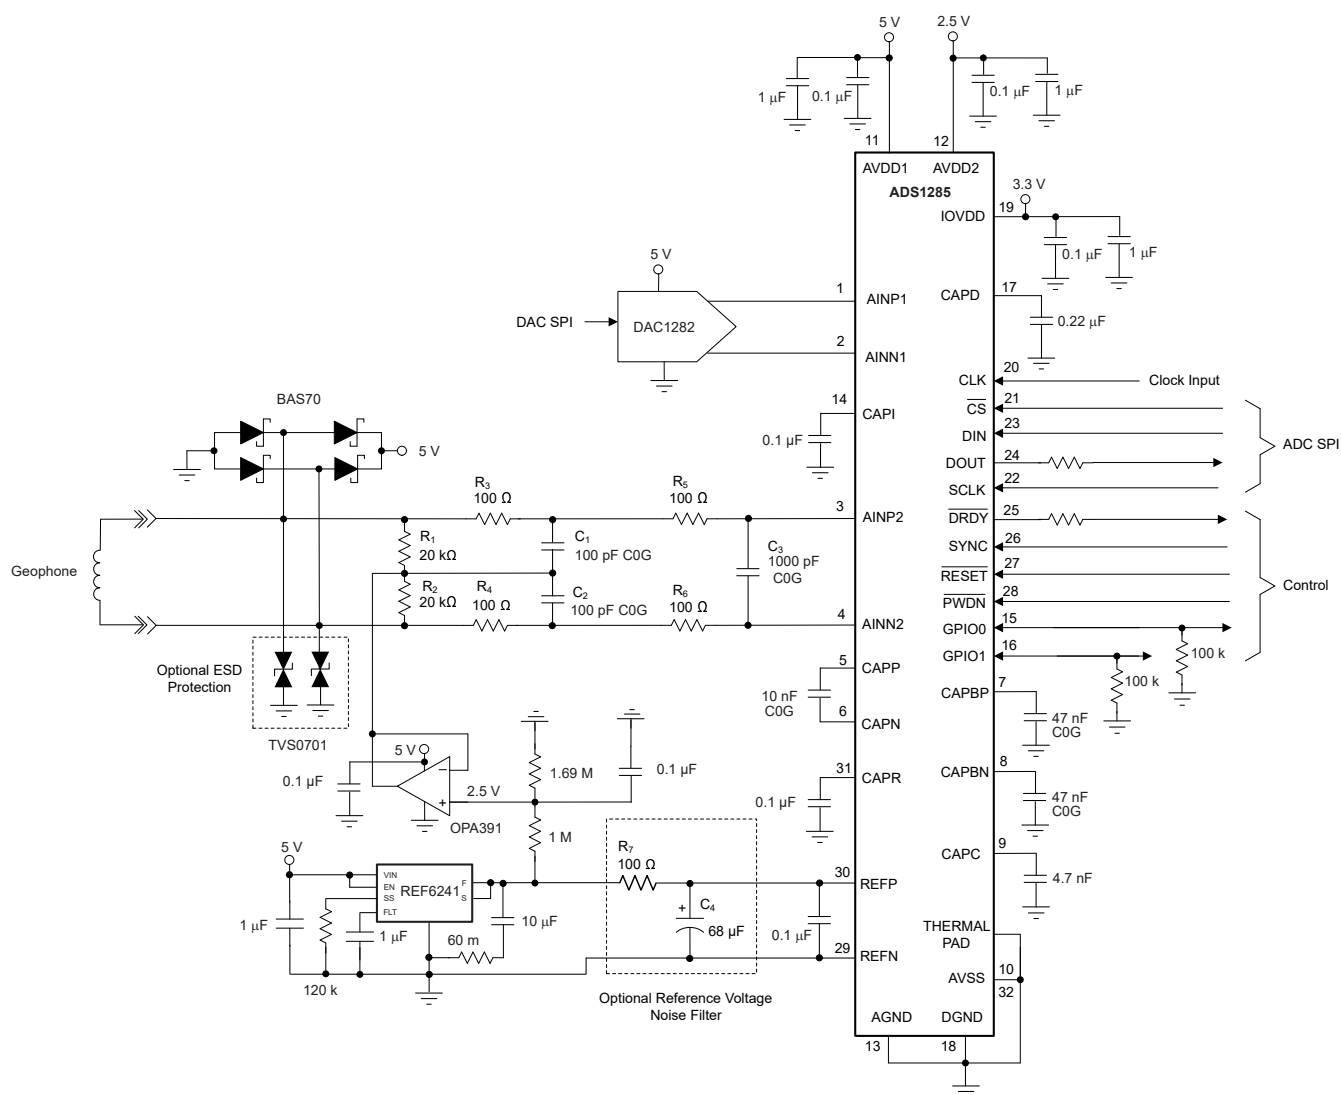 5 V
2.5 V
1 μF
0.1 μF
0.1 μF
1 μF
11
12
AVDD1
AVDD2
ADS1285
3.3 V
IOVDD
19
0.1 μF
1 μF
5 V
DAC SPI
DAC1282
1
AINP1
2
AINN1
CAPD
17
0.22 μF
CLK
20
Clock Input
CS
21
DIN
23
DOUT
24
SCLK
22
ADC SPI
14
CAPI
0.1 μF
BAS70
5 V
Geophone
R3
100 Ω
R5
100 Ω
3
AINP2
R1
20 kΩ
C1
100 pF C0G
C3
1000 pF
C0G
R2
20 kΩ
R4
100 Ω
C2
100 pF C0G
R6
100 Ω
4
AINN2
DRDY
25
SYNC
26
RESET
27
PWDN
28
GPIO0
15
GPIO1
16
Control
100 k
100 k
Optional ESD
Protection
TVS0701
5
CAPP
10 nF
C0G
6
CAPN
CAPBP
7
47 nF
C0G
CAPBN
8
47 nF
C0G
31
CAPR
0.1 μF
5 V
0.1 μF
2.5 V
OPA391
1.69 M
0.1 μF
1 M
CAPC
9
4.7 nF
5 V
VIN
EN
SS
FLT
REF6241
F
S
1 μF
1 μF
120 k
60 m
10 μF
R7
100 Ω
+
C4
68 μF
0.1 μF
30
REFP
29
REFN
Optional Reference Voltage
Noise Filter
THERMAL
PAD
AVSS
10
32
AGND
DGND
13
18